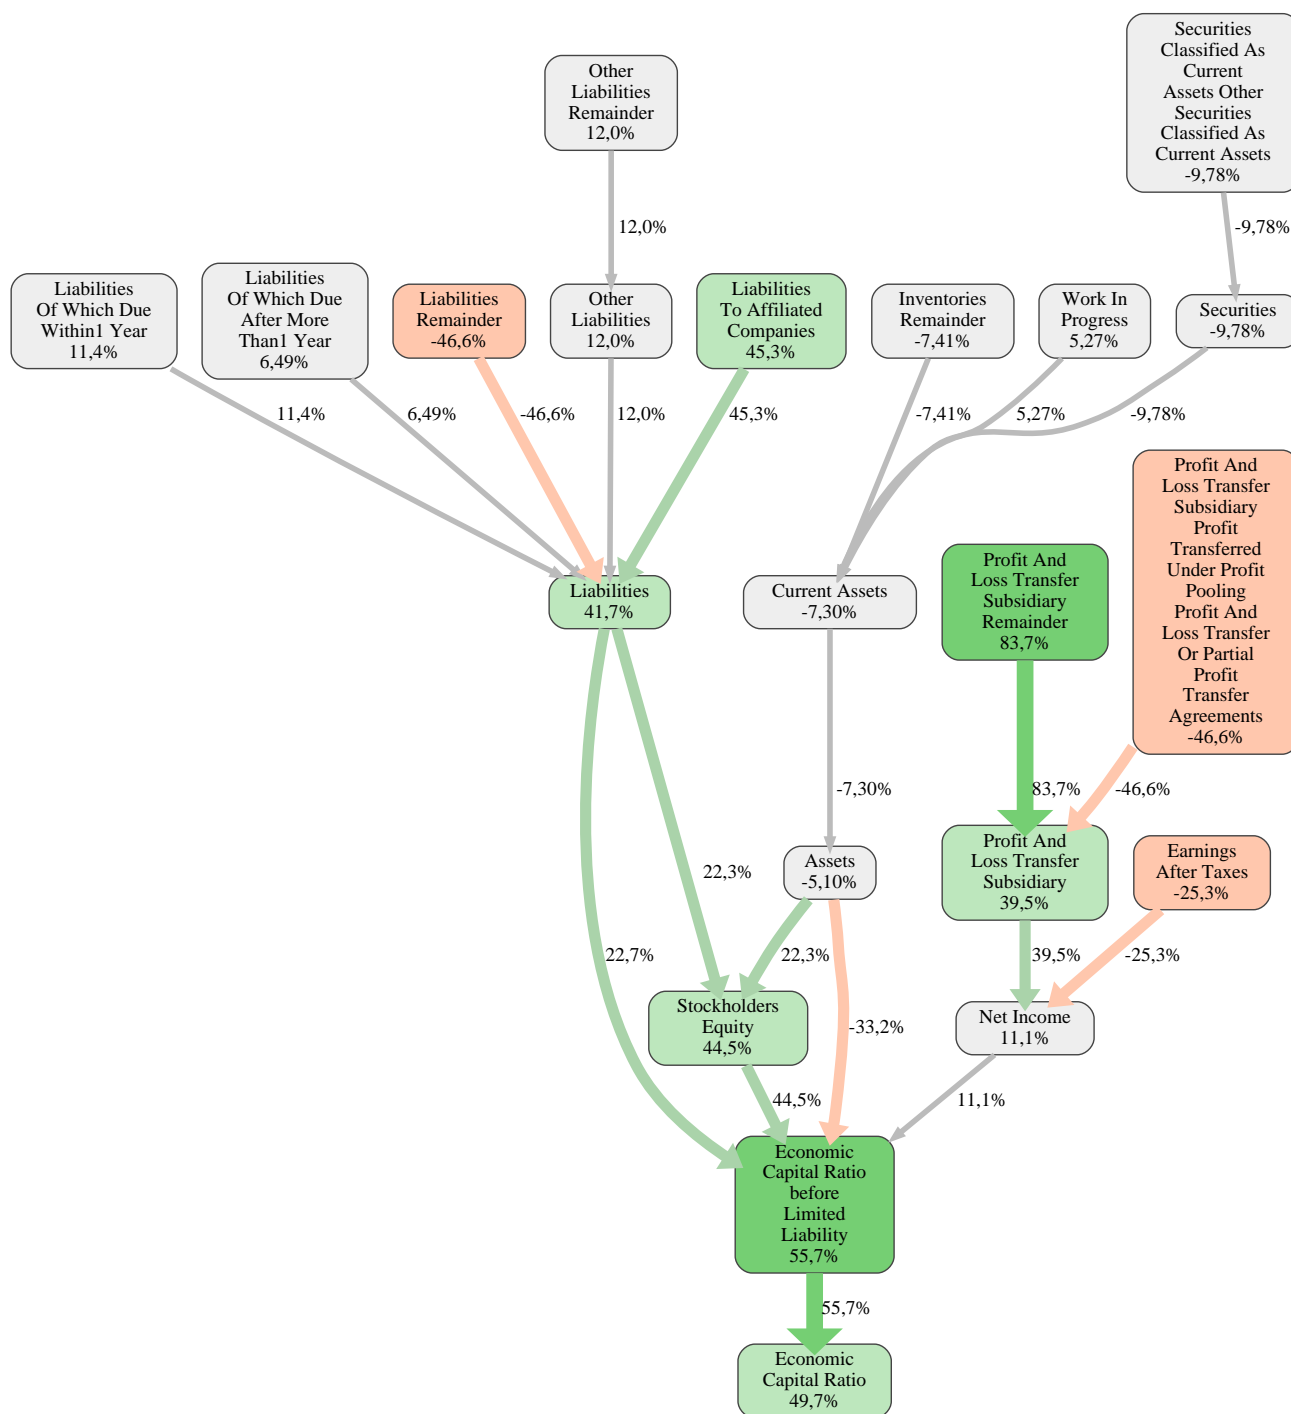 Securities
Classified As
Current
Assets Other
Securities
Classified As
Current Assets
-9,78%
Other
Liabilities
Remainder
12,0%
12,0%
-9,78%
Liabilities
Of Which Due
Within1 Year
11,4%
Liabilities
Of Which Due
After More
Than1 Year
6,49%
Liabilities
Remainder
-46,6%
Other
Liabilities
12,0%
Liabilities
To Affiliated
Companies
45,3%
Inventories
Remainder
-7,41%
Work In
Progress
5,27%
Securities
-9,78%
11,4%
6,49%
-46,6%
12,0%
45,3%
-7,41%
5,27%
-9,78%
Profit And
Loss Transfer
Subsidiary
Profit
Transferred
Under Profit
Pooling
Profit And
Loss Transfer
Or Partial
Profit
Transfer
Agreements
-46,6%
Liabilities
41,7%
Current Assets
-7,30%
Profit And
Loss Transfer
Subsidiary
Remainder
83,7%
-7,30%
83,7%
-46,6%
22,3%
Assets
-5,10%
Profit And
Loss Transfer
Subsidiary
39,5%
Earnings
After Taxes
-25,3%
22,7%
22,3%
39,5%
-25,3%
Stockholders
Equity
44,5%
-33,2%
Net Income
11,1%
44,5%
11,1%
Economic
Capital Ratio
before
Limited
Liability
55,7%
55,7%
Economic
Capital Ratio
49,7%